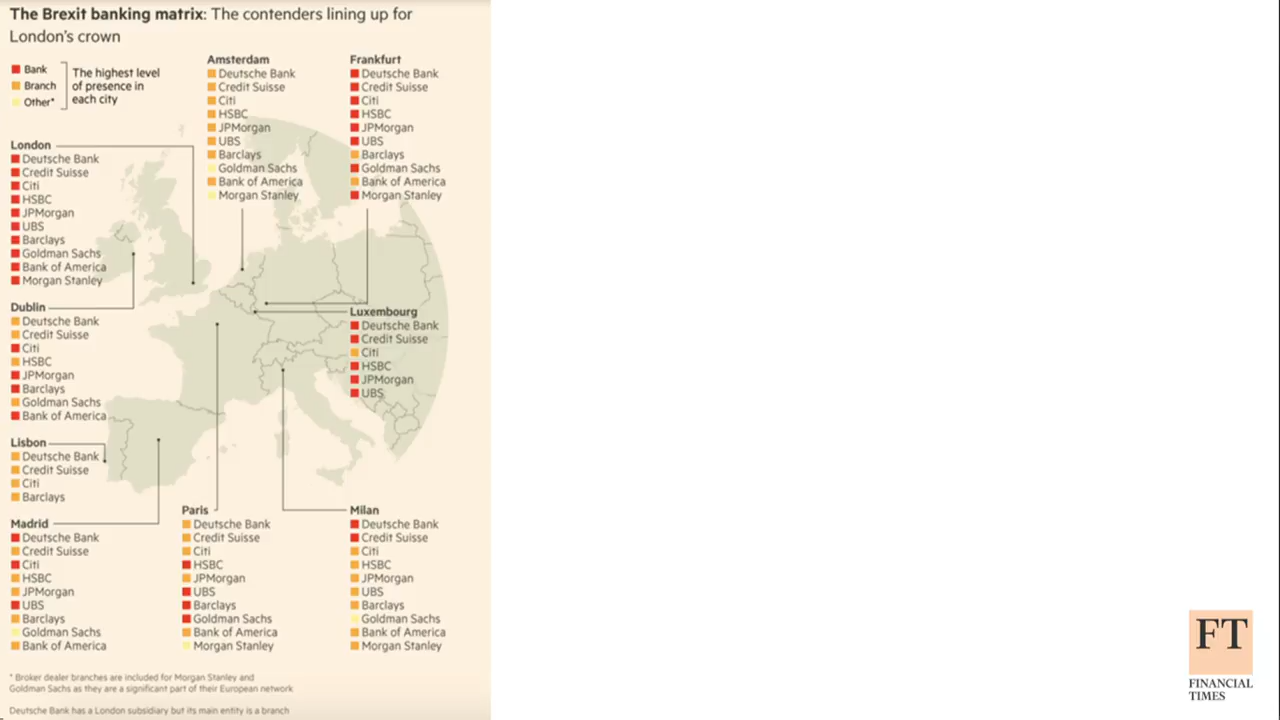 The Brexit banking matrix: The contenders lining up for
London's crown
Bank
Branch
Other*
The highest level
of presence in
each city
Amsterdam
Deutsche Bank
Credit Suisse
Citi
HSBC
JPMorgan
UBS
Barclays
Goldman Sachs
Bank of America
Morgan Stanley
Frankfurt
Deutsche Bank
Credit Suisse
Citi
HSBC
JPMorgan
UBS
Barclays
Goldman Sachs
Bank of America
Morgan Stanley
London
Deutsche Bank
Credit Suisse
Citi
HSBC
JPMorgan
UBS
Barclays
Goldman Sachs
Bank of America
Morgan Stanley
Dublin
Deutsche Bank
Credit Suisse
Citi
HSBC
JPMorgan
Barclays
Goldman Sachs
Bank of America
Luxembourg
Deutsche Bank
Credit Suisse
Citi
HSBC
JPMorgan
UBS
Lisbon
Deutsche Bank
Credit Suisse
Citi
Barclays
Madrid
Deutsche Bank
Credit Suisse
Citi
HSBC
JPMorgan
UBS
Barclays
Goldman Sachs
Bank of America
Paris
Deutsche Bank
Credit Suisse
Citi
HSBC
JPMorgan
UBS
Barclays
Goldman Sachs
Bank of America
Morgan Stanley
Milan
Deutsche Bank
Credit Suisse
Citi
HSBC
JPMorgan
UBS
Barclays
Goldman Sachs
Bank of America
Morgan Stanley
* Broker dealer branches are included for Morgan Stanley and
Goldman Sachs as they are a significant part of their European network
Deutsche Bank has a London subsidiary but its main entity is a branch
FT
FINANCIAL
TIMES